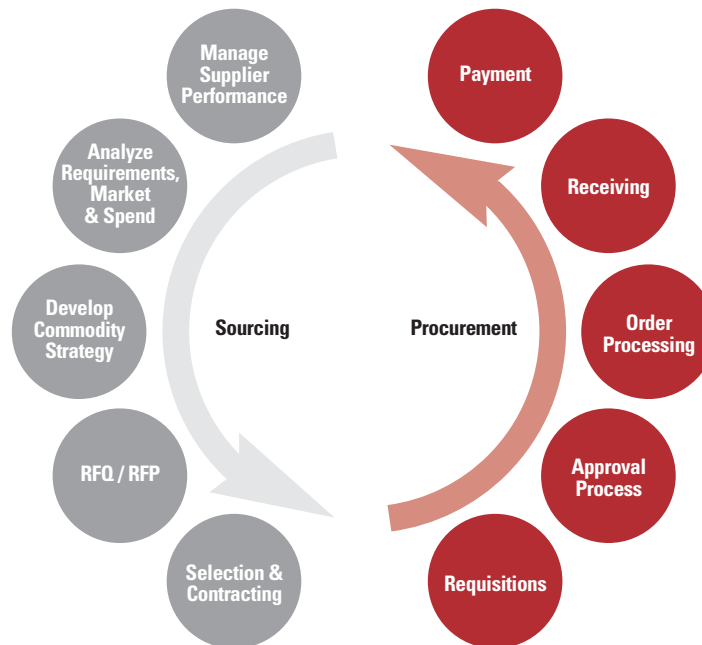 Manage
Supplier
Performance
Analyze
Requirements,
Market
& Spend
Develop
Commodity
Strategy
RFQ / RFP
Selection &
Contracting
Sourcing
Procurement
Payment
Receiving
Order
Processing
Approval
Process
Requisitions